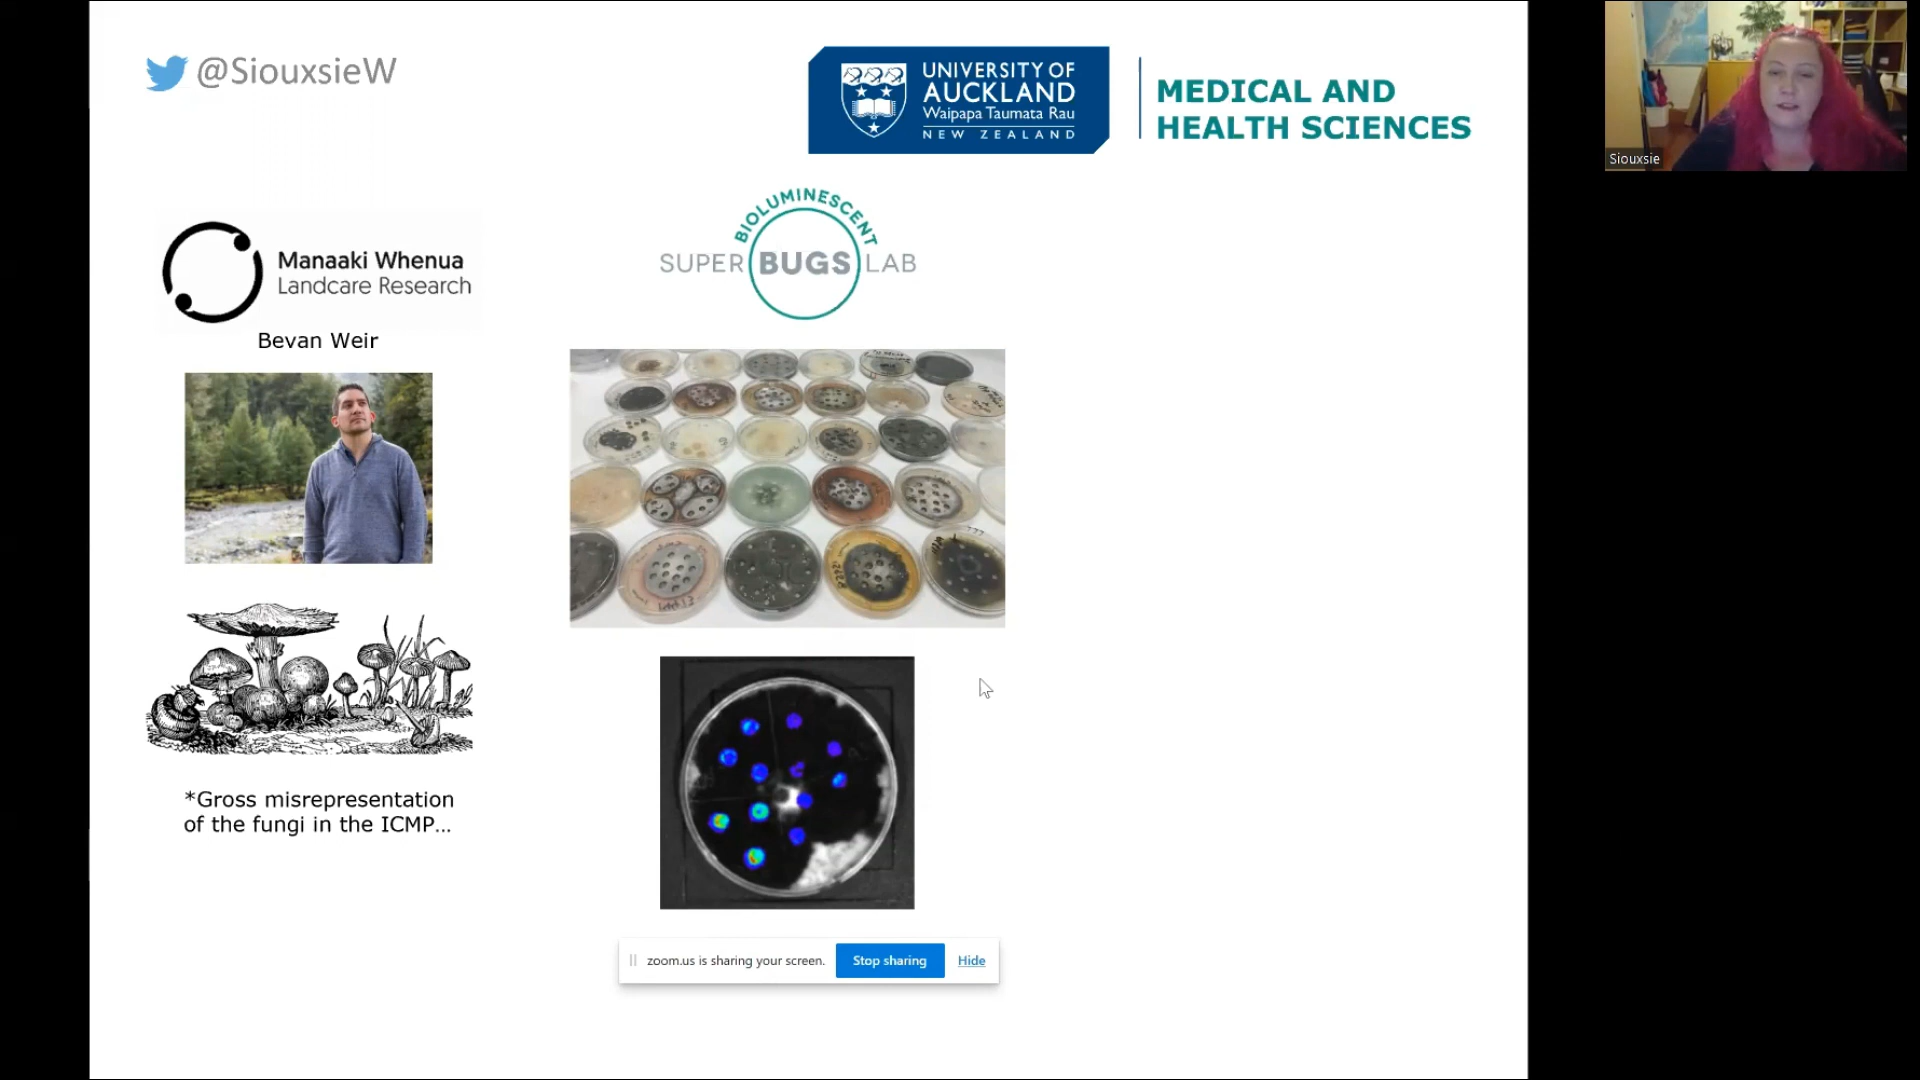 @SiouxsieW
UNIVERSITY OF
AUCKLAND
Waipapa Taumata Rau
NEW ZEALAND
MEDICAL AND
HEALTH SCIENCES
Siouxsie
BIOLUMINESCENT
SUPER BUGS LAB
Manaaki Whenua
Landcare Research
Bevan Weir
*Gross misrepresentation
of the fungi in the ICMP...
zoom.us is sharing your screen. Stop sharing Hide